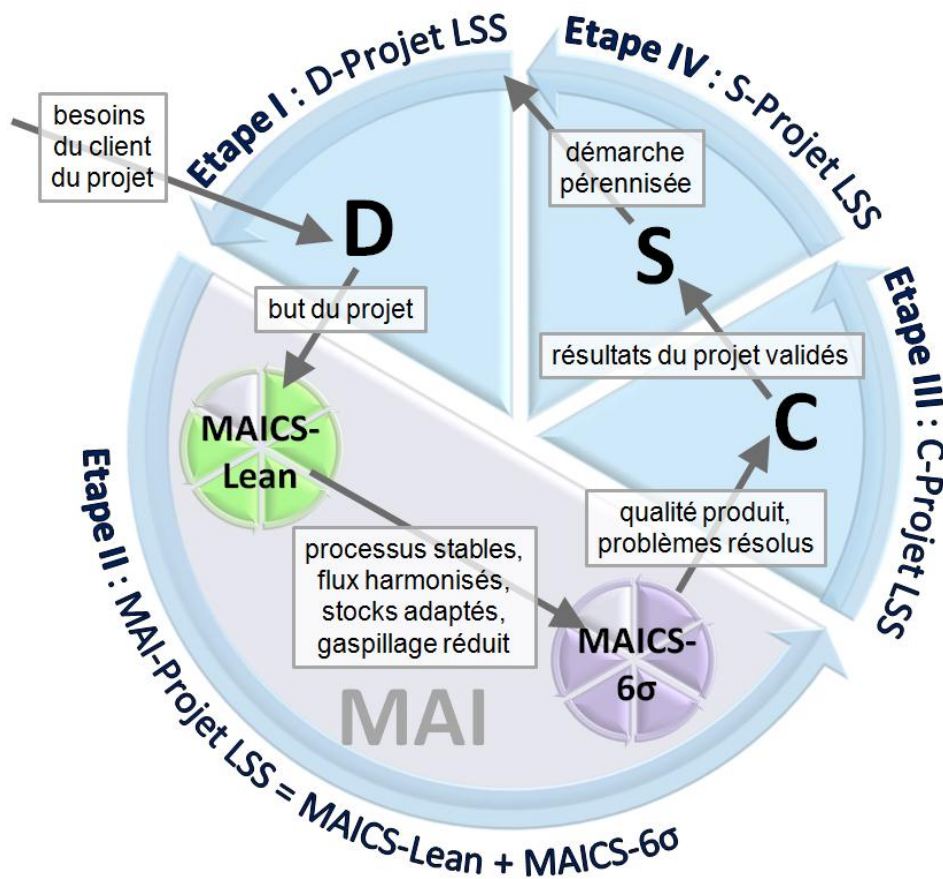 Etape I : D-Projet LSS
Etape IV : S-Projet LSS
besoins
du client
du projet
démarche
pérennisée
D
S
but du projet
résultats du projet validés
Etape III : C-Projet LSS
MAICS-
Lean
C
qualité produit,
problèmes résolus
processus stables,
flux harmonisés,
stocks adaptés,
gaspillage réduit
MAICS-
6σ
MAI
Etape II : MAI-Projet LSS = MAICS-Lean + MAICS-6σ